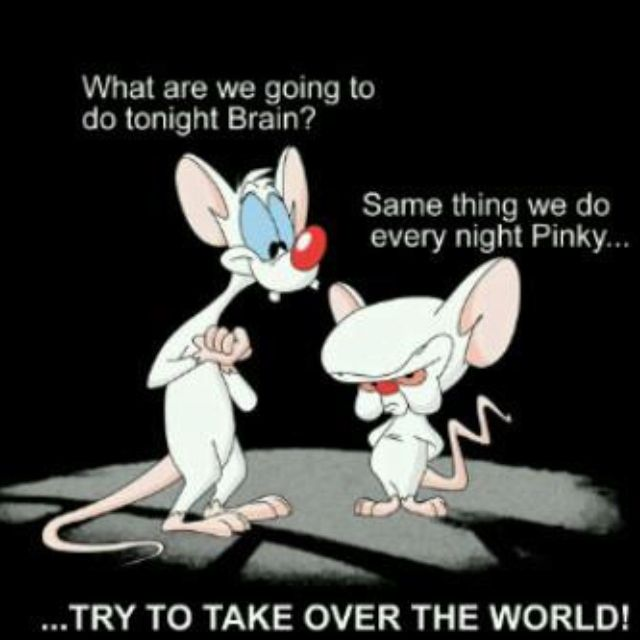 What are we going to
do tonight Brain?
Same thing we do
every night Pinky...
...TRY TO TAKE OVER THE WORLD!